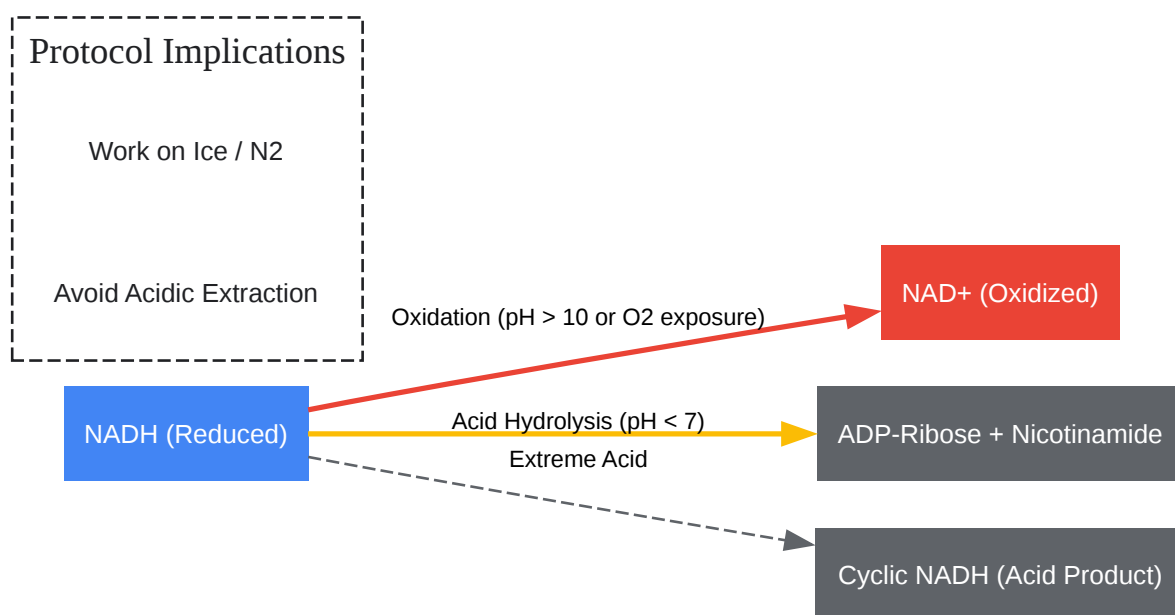 Protocol Implications
Work on Ice / N2
Avoid Acidic Extraction
NAD+ (Oxidized)
Oxidation (pH > 10 or O2 exposure)
NADH (Reduced)
Acid Hydrolysis (pH < 7)
ADP-Ribose + Nicotinamide
Extreme Acid
Cyclic NADH (Acid Product)